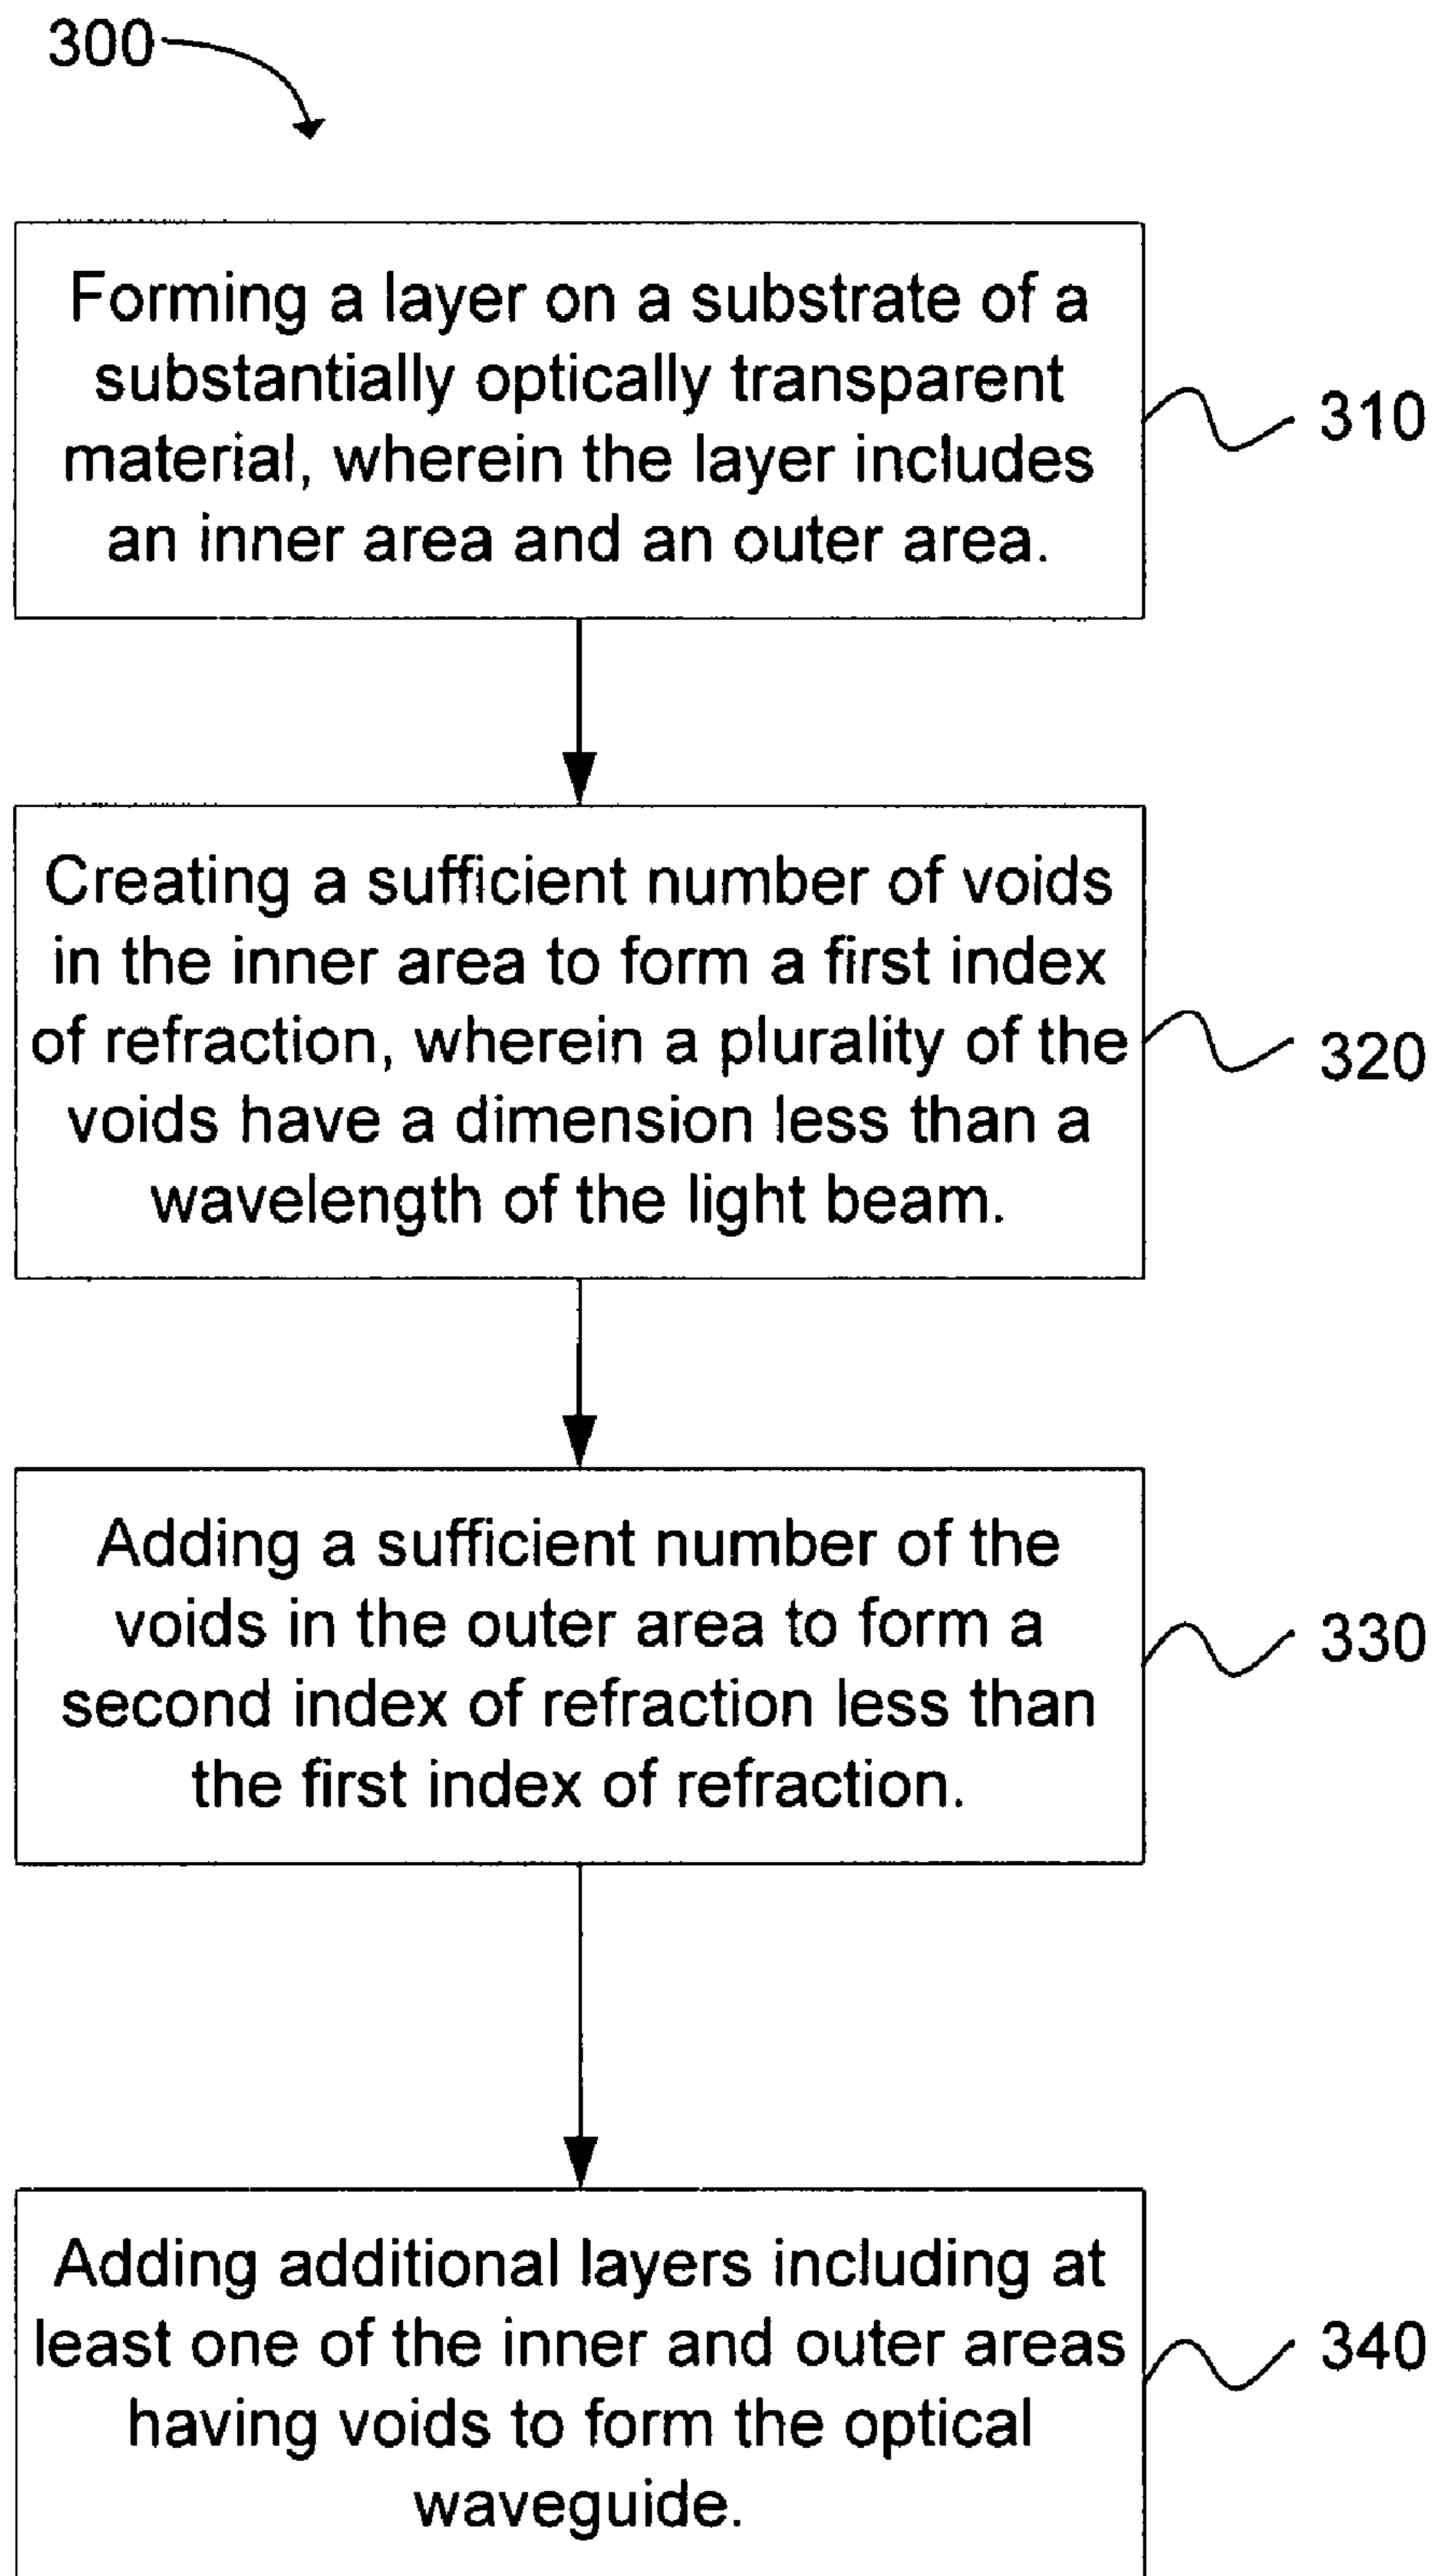 300
Forming a layer on a substrate of a
substantially optically transparent
material, wherein the layer includes
an inner area and an outer area.
310
Creating a sufficient number of voids
in the inner area to form a first index
of refraction, wherein a plurality of the
voids have a dimension less than a
wavelength of the light beam.
320
Adding a sufficient number of the
voids in the outer area to form a
second index of refraction less than
the first index of refraction.
330
Adding additional layers including at
least one of the inner and outer areas
having voids to form the optical
waveguide.
340